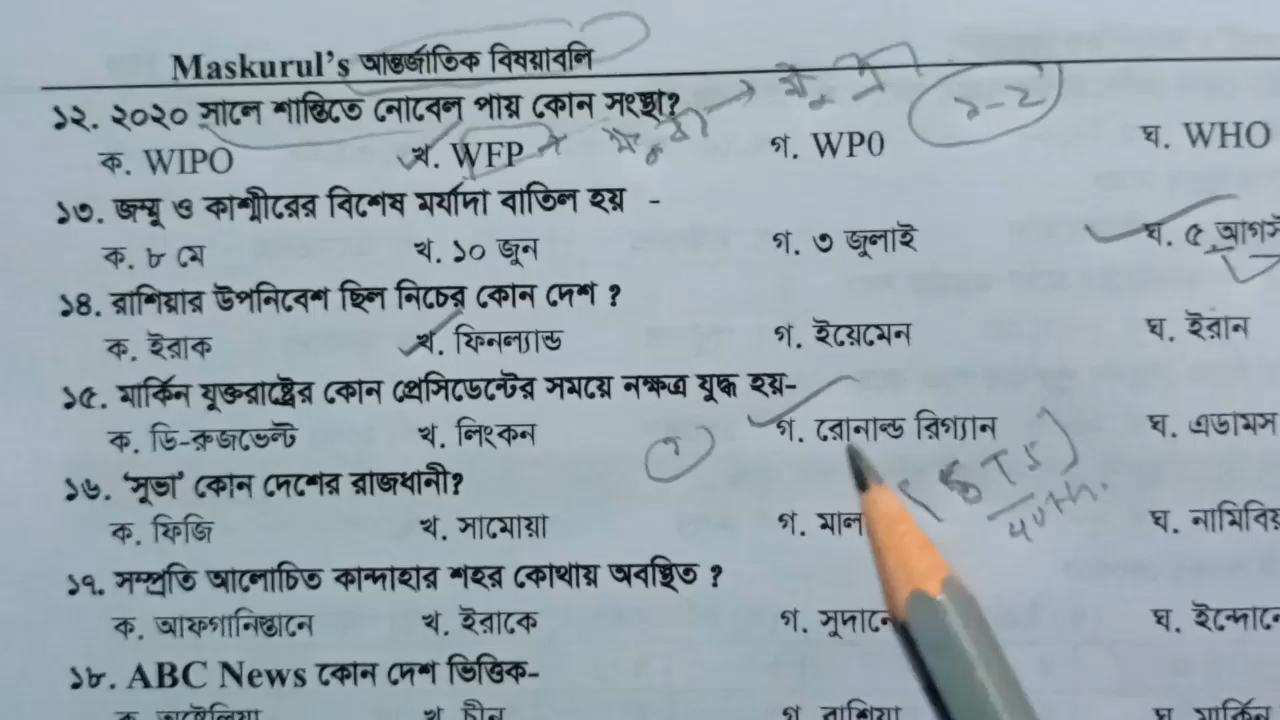 Maskurul's আন্তর্জাতিক বিষয়াবলি
১২. ২০২০ সালে শান্তিতে নোবেল পায় কোন সংস্থা?
ক. WIPO খ. WFP গ. WP0 ঘ. WHO
১৩. জম্মু ও কাশ্মীরের বিশেষ মর্যাদা বাতিল হয় -
ক. ৮ মে খ. ১০ জুন গ. ৩ জুলাই ঘ. ৫ আগস
১৪. রাশিয়ার উপনিবেশ ছিল নিচের কোন দেশ ?
ক. ইরাক খ. ফিনল্যান্ড গ. ইয়েমেন ঘ. ইরান
১৫. মার্কিন যুক্তরাষ্ট্রের কোন প্রেসিডেন্টের সময়ে নক্ষত্র যুদ্ধ হয়-
ক. ডি-রুজভেল্ট খ. লিংকন গ. রোনাল্ড রিগ্যান ঘ. এডামস
১৬. ‘সুভা’ কোন দেশের রাজধানী?
ক. ফিজি খ. সামোয়া গ. মাল ঘ. নামিবিয়
১৭. সম্প্রতি আলোচিত কান্দাহার শহর কোথায় অবস্থিত ?
ক. আফগানিস্তানে খ. ইরাকে গ. সুদানে ঘ. ইন্দোনে
১৮. ABC News কোন দেশ ভিত্তিক-
ক. অস্ট্রেলিয়া খ. চীন গ. রাশিয়া ঘ. মার্কিন